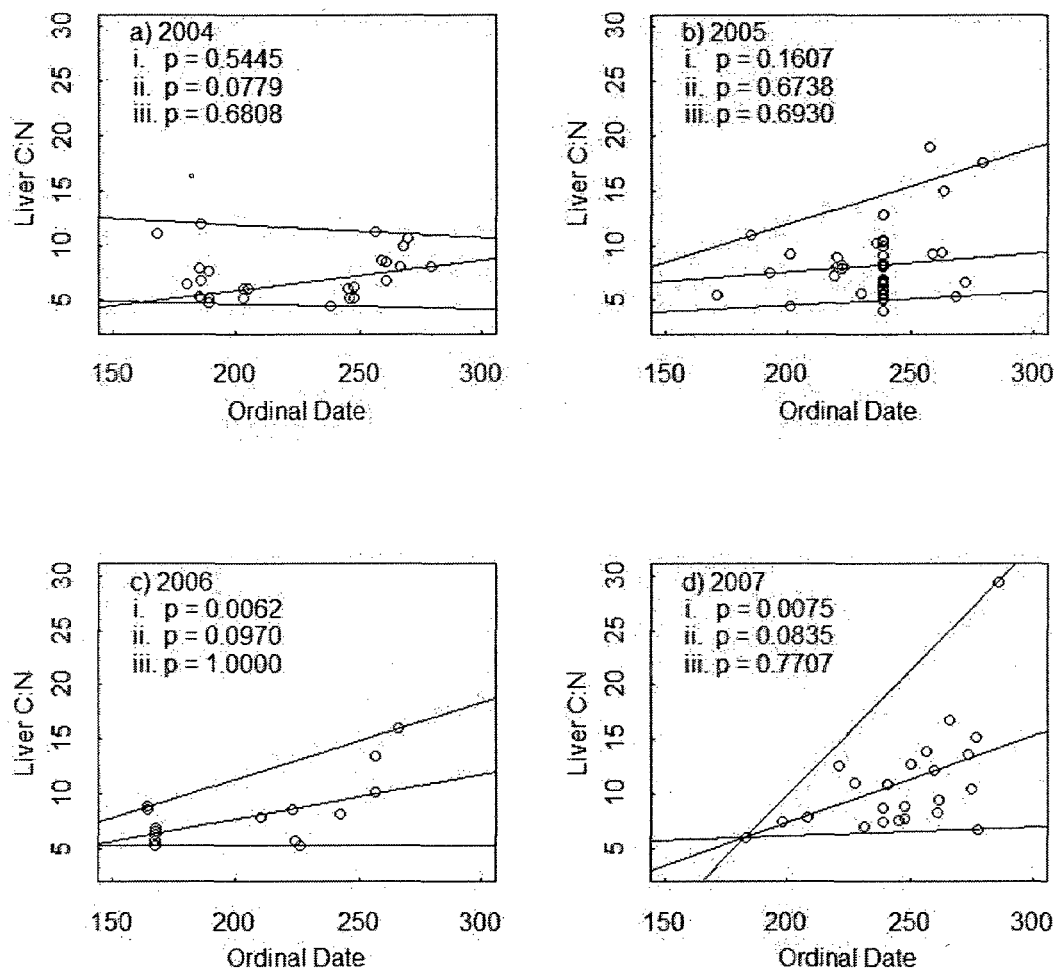 a) 2004
i. p = 0.5445
ii. p = 0.0779
iii. p = 0.6808
30
25
20
15
10
5
Liver C:N
150
200
250
300
Ordinal Date
b) 2005
i. p = 0.1607
ii. p = 0.6738
iii. p = 0.6930
30
25
20
15
10
5
Liver C:N
150
200
250
300
Ordinal Date
c) 2006
i. p = 0.0062
ii. p = 0.0970
iii. p = 1.0000
30
25
20
15
10
5
Liver C:N
150
200
250
300
Ordinal Date
d) 2007
i. p = 0.0075
ii. p = 0.0835
iii. p = 0.7707
30
25
20
15
10
5
Liver C:N
150
200
250
300
Ordinal Date